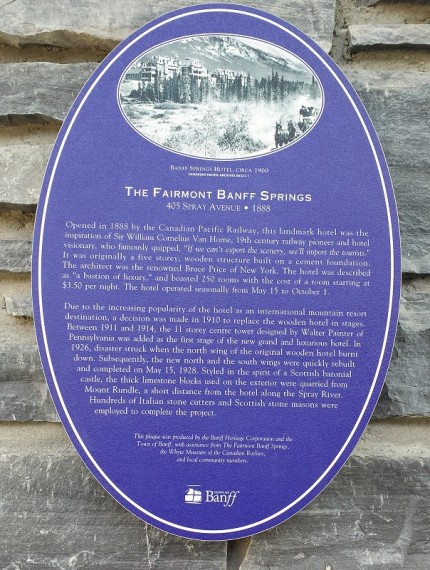 BANFF SPRINGS HOTEL, CIRCA 1900
THE FAIRMONT BANFF SPRINGS
405 SPRAY AVENUE • 1888
Opened in 1888 by the Canadian Pacific Railway, this landmark hotel was the
inspiration of Sir William Cornelius Van Horne, 19th century railway pioneer and hotel
visionary, who famously quipped, "If we can't export the scenery, we'll import the tourists."
It was originally a five storey, wooden structure built on a cement foundation.
The architect was the renowned Bruce Price of New York. The hotel was described
as "a bastion of luxury," and boasted 250 rooms with the cost of a room starting at
$3.50 per night. The hotel operated seasonally from May 15 to October 1.
Due to the increasing popularity of the hotel as an international mountain resort
destination, a decision was made in 1910 to replace the wooden hotel in stages.
Between 1911 and 1914, the 11 storey centre tower designed by Walter Painter of
Pennsylvania was added as the first stage of the new grand and luxurious hotel. In
1926, disaster struck when the north wing of the original wooden hotel burnt
down. Subsequently, the new north and the south wings were quickly rebuilt
and completed on May 15, 1928. Styled in the spirit of a Scottish baronial
castle, the thick limestone blocks used on the exterior were quarried from
Mount Rundle, a short distance from the hotel along the Spray River.
Hundreds of Italian stone cutters and Scottish stone masons were
employed to complete the project.
This plaque was produced by the Banff Heritage Corporation and the
Town of Banff, with assistance from The Fairmont Banff Springs,
the Whyte Museum of the Canadian Rockies,
and local community members.
TOWN OF
Banff